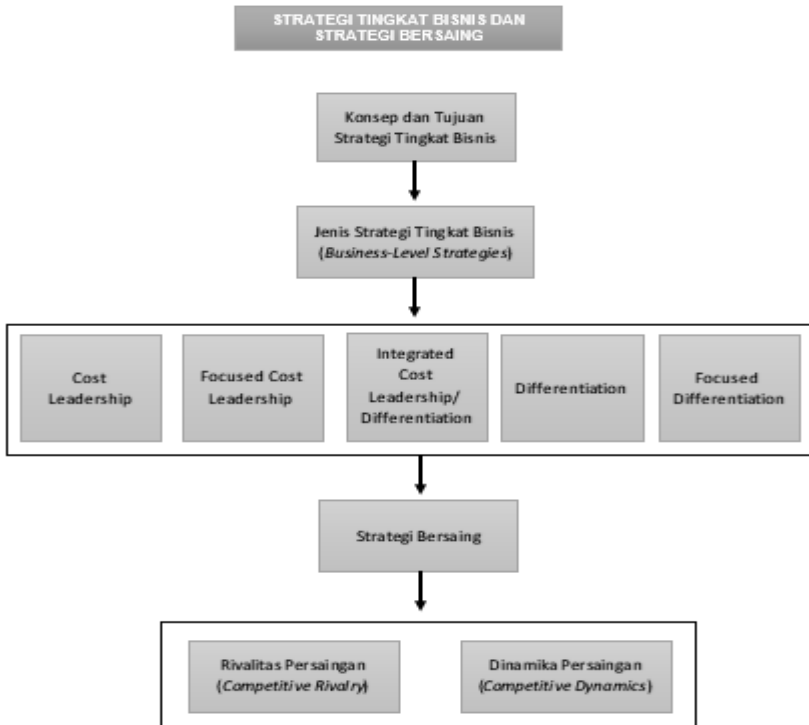 STRATEGI TINGKAT BISNIS DAN
STRATEGI BERSAING
Konsep dan Tujuan
Strategi Tingkat Bisnis
Jenis Strategi Tingkat Bisnis
(Business-Level Strategies)
Cost
Leadership
Focused Cost
Leadership
Integrated
Cost
Leadership/
Differentiation
Differentiation
Focused
Differentiation
Strategi Bersaing
Rivalitas Persaingan
(Competitive Rivalry)
Dinamika Persaingan
(Competitive Dynamics)